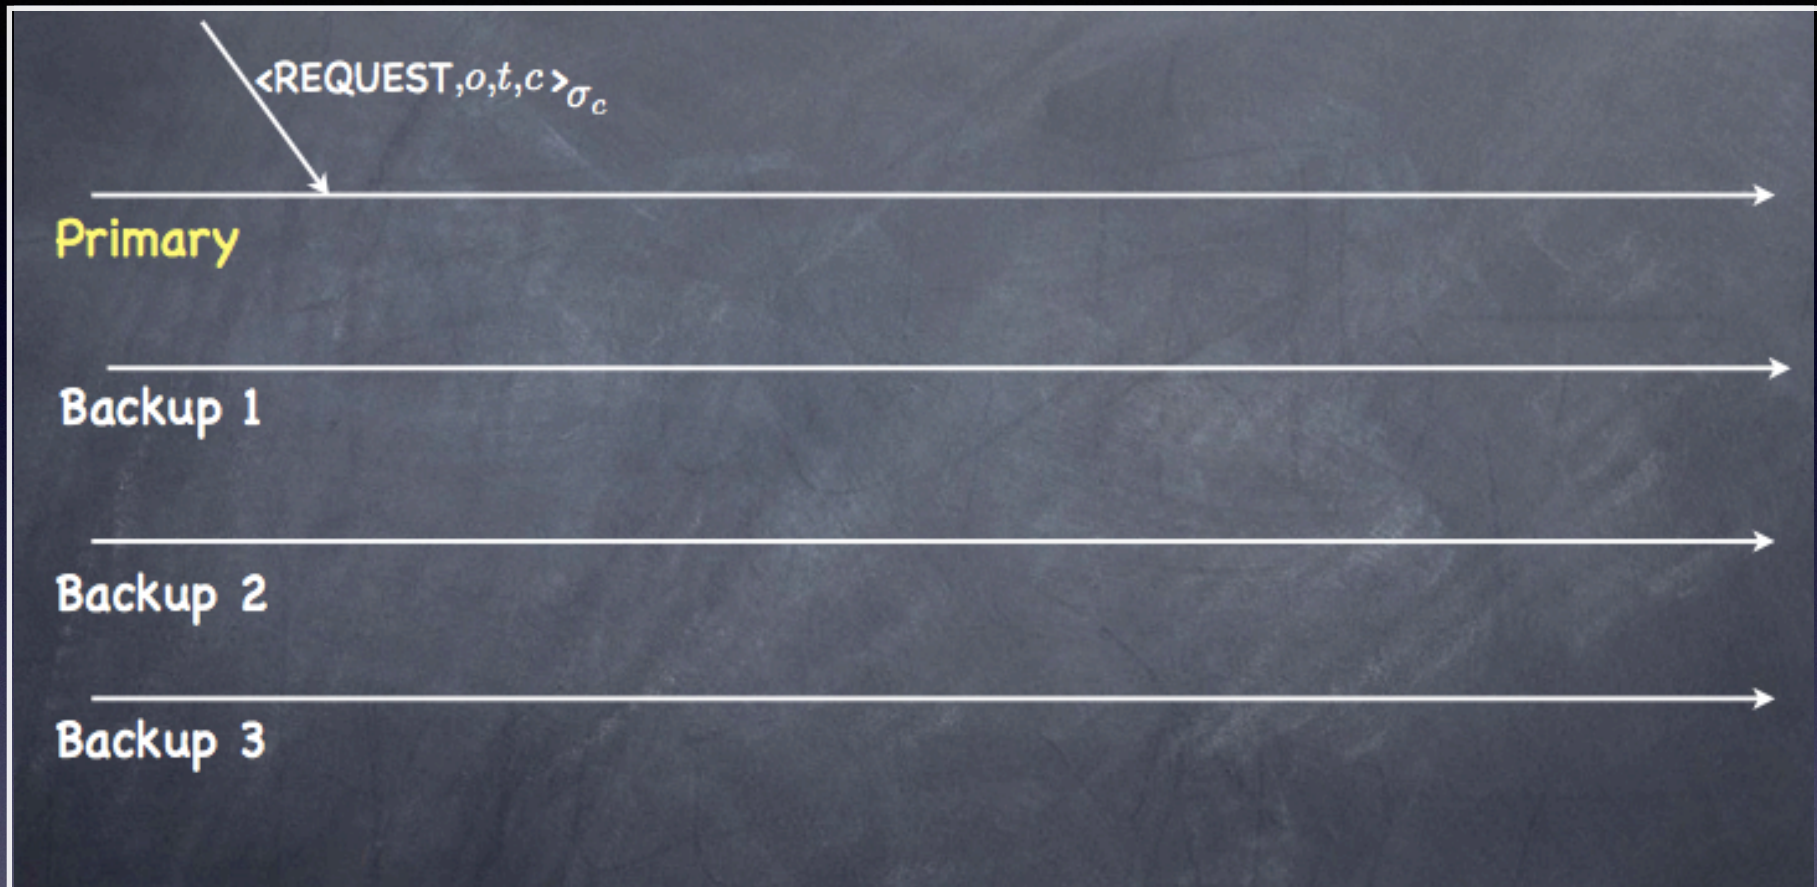 <REQUEST,o,t,c>σc
Primary
Backup 1
Backup 2
Backup 3